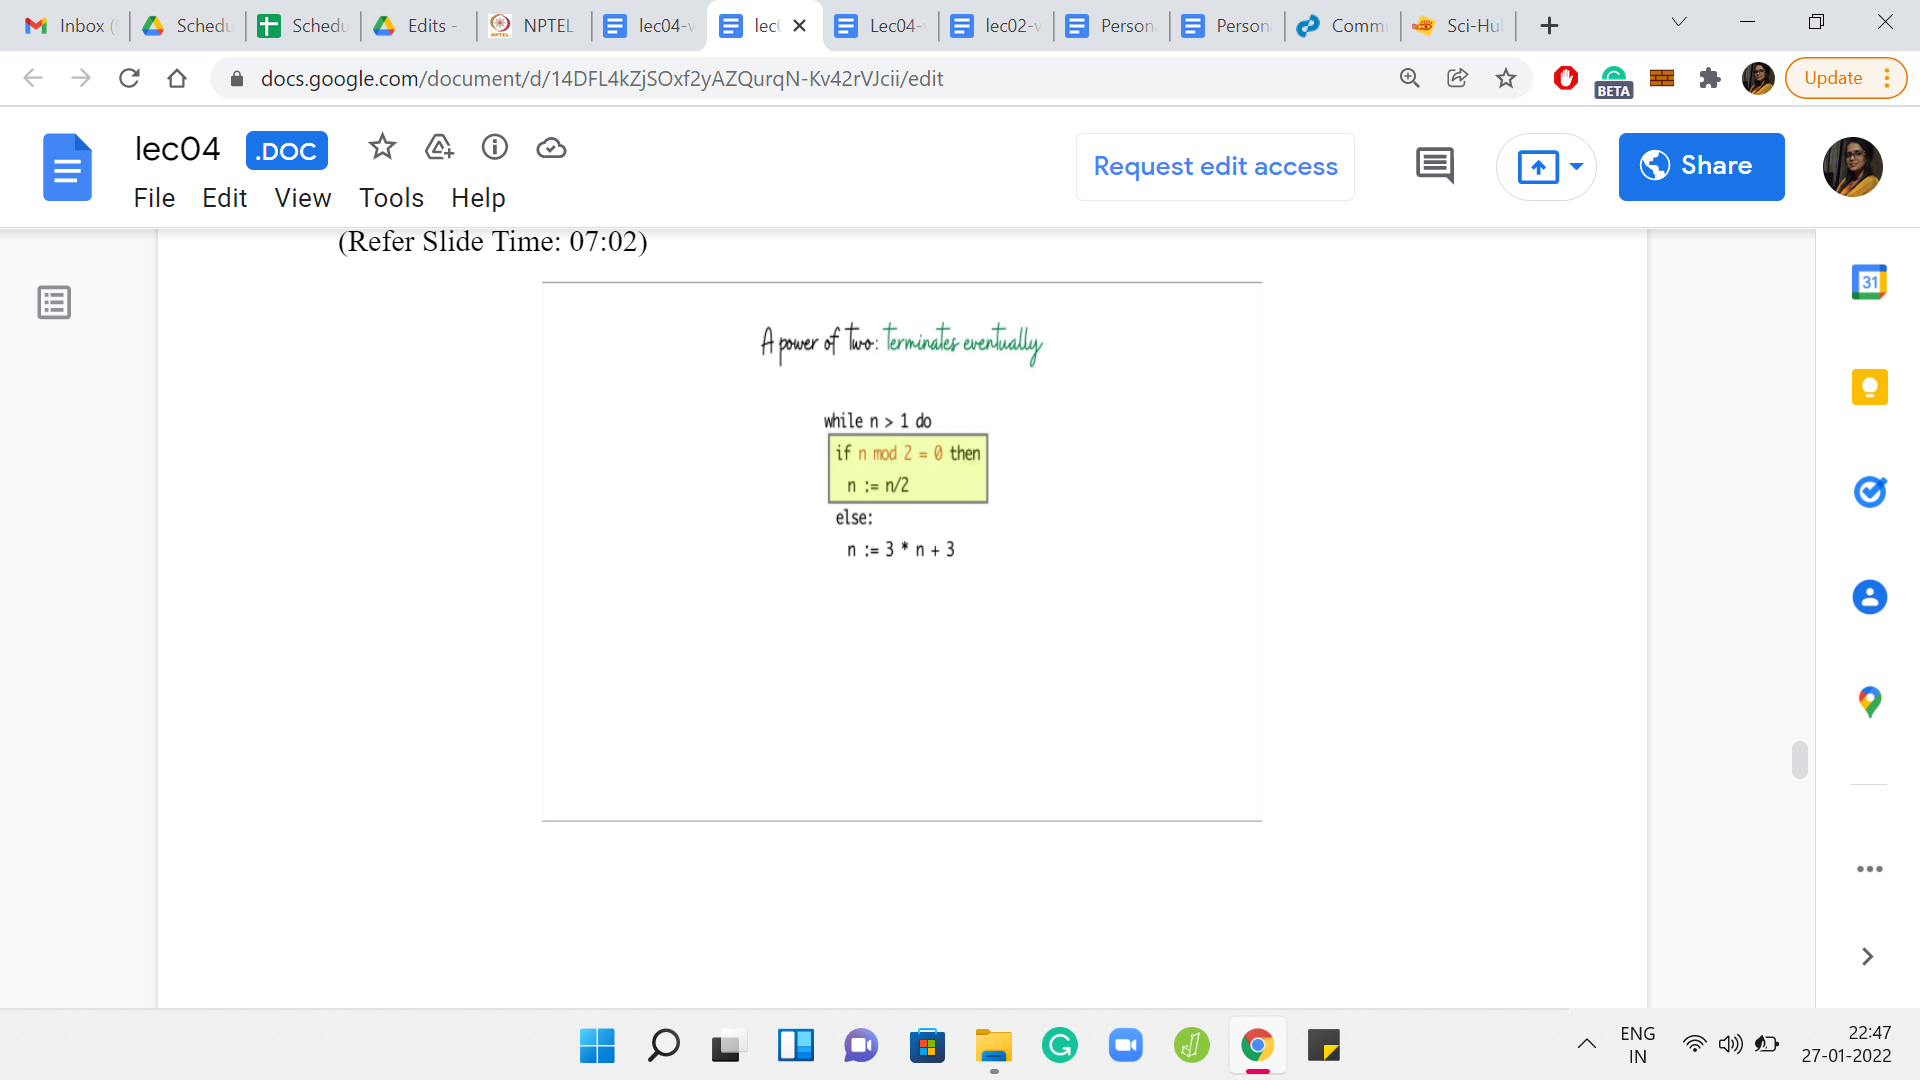 Inbox (
Schedu
Schedu
Edits -
NPTEL
lec04-v
lec
Lec04-
lec02-v
Person
Person
Comm
Sci-Hu
docs.google.com/document/d/14DFL4kZjSOxf2yAZQurqN-Kv42rVJcii/edit
BETA
Update
lec04
.DOC
Request edit access
Share
File Edit View Tools Help
(Refer Slide Time: 07:02)
31
A power of two: terminates eventually
while n > 1 do
if n mod 2 = 0 then
n := n/2
else:
n := 3 * n + 3
ENG
IN
22:47
27-01-2022